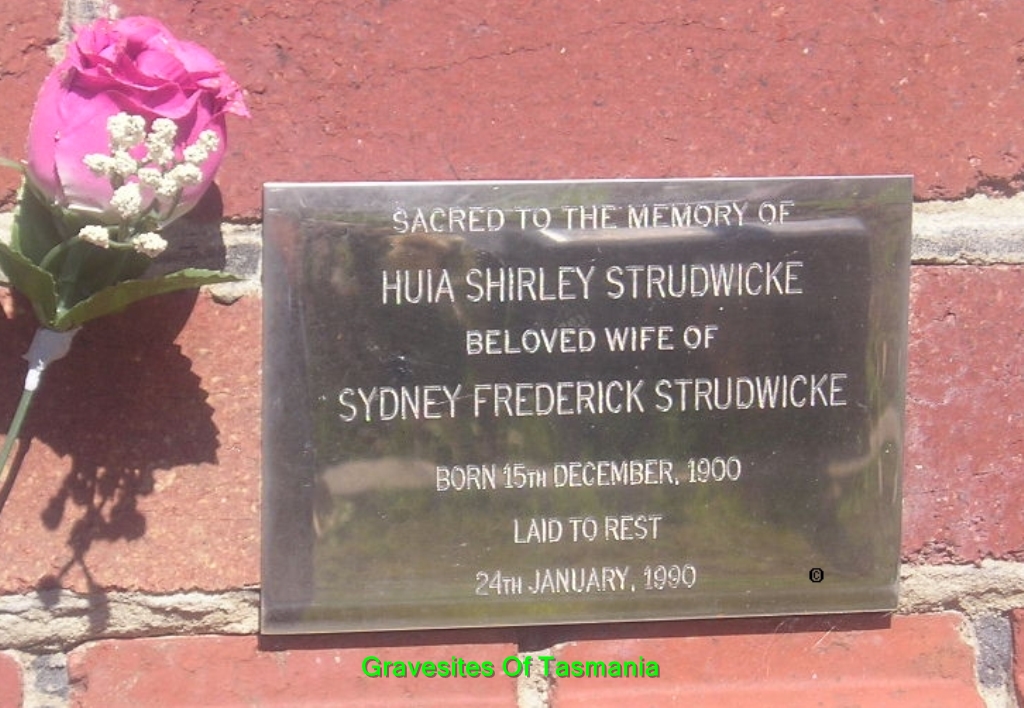 SACRED TO THE MEMORY OF
HUIA SHIRLEY STRUDWICKE
BELOVED WIFE OF
SYDNEY FREDERICK STRUDWICKE
BORN 15TH DECEMBER, 1900
LAID TO REST
24TH JANUARY, 1990
©
Gravesites Of Tasmania